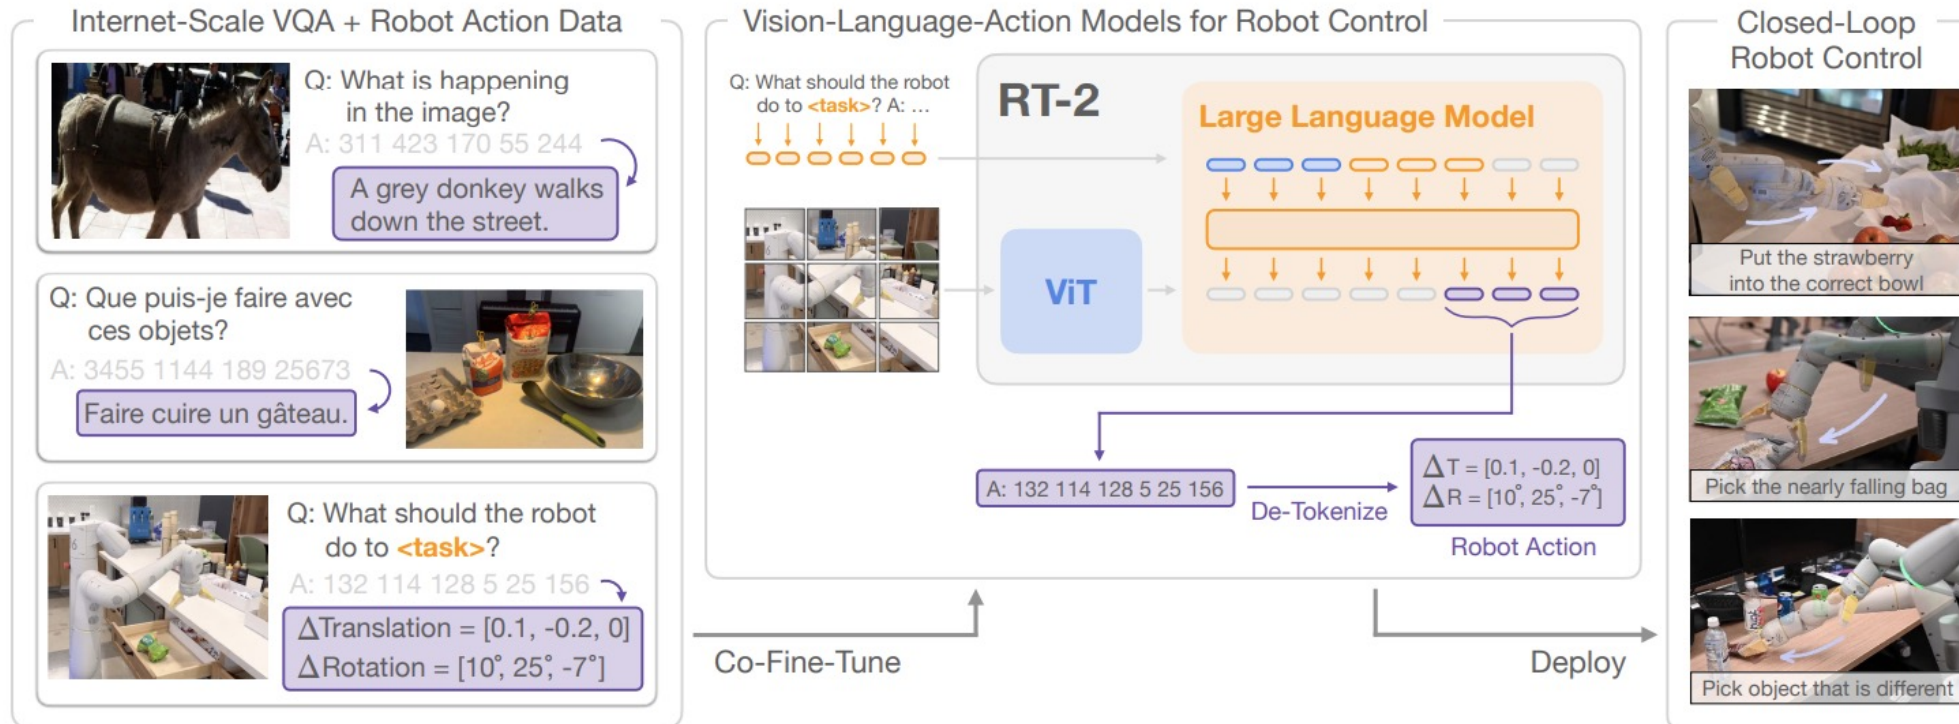 Internet-Scale VQA + Robot Action Data
Q: What is happening
in the image?
A: 311 423 170 55 244
A grey donkey walks
down the street.
Q: Que puis-je faire avec
ces objets?
A: 3455 1144 189 25673
Faire cuire un gâteau.
Q: What should the robot
do to <task>?
A: 132 114 128 5 25 156
ΔTranslation = [0.1, -0.2, 0]
ΔRotation = [10°, 25°, -7°]
Co-Fine-Tune
Vision-Language-Action Models for Robot Control
Q: What should the robot
do to <task>? A: ...
RT-2
Large Language Model
ViT
A: 132 114 128 5 25 156
De-Tokenize
ΔT = [0.1, -0.2, 0]
ΔR = [10°, 25°, -7°]
Robot Action
Deploy
Closed-Loop
Robot Control
Put the strawberry
into the correct bowl
Pick the nearly falling bag
Pick object that is different